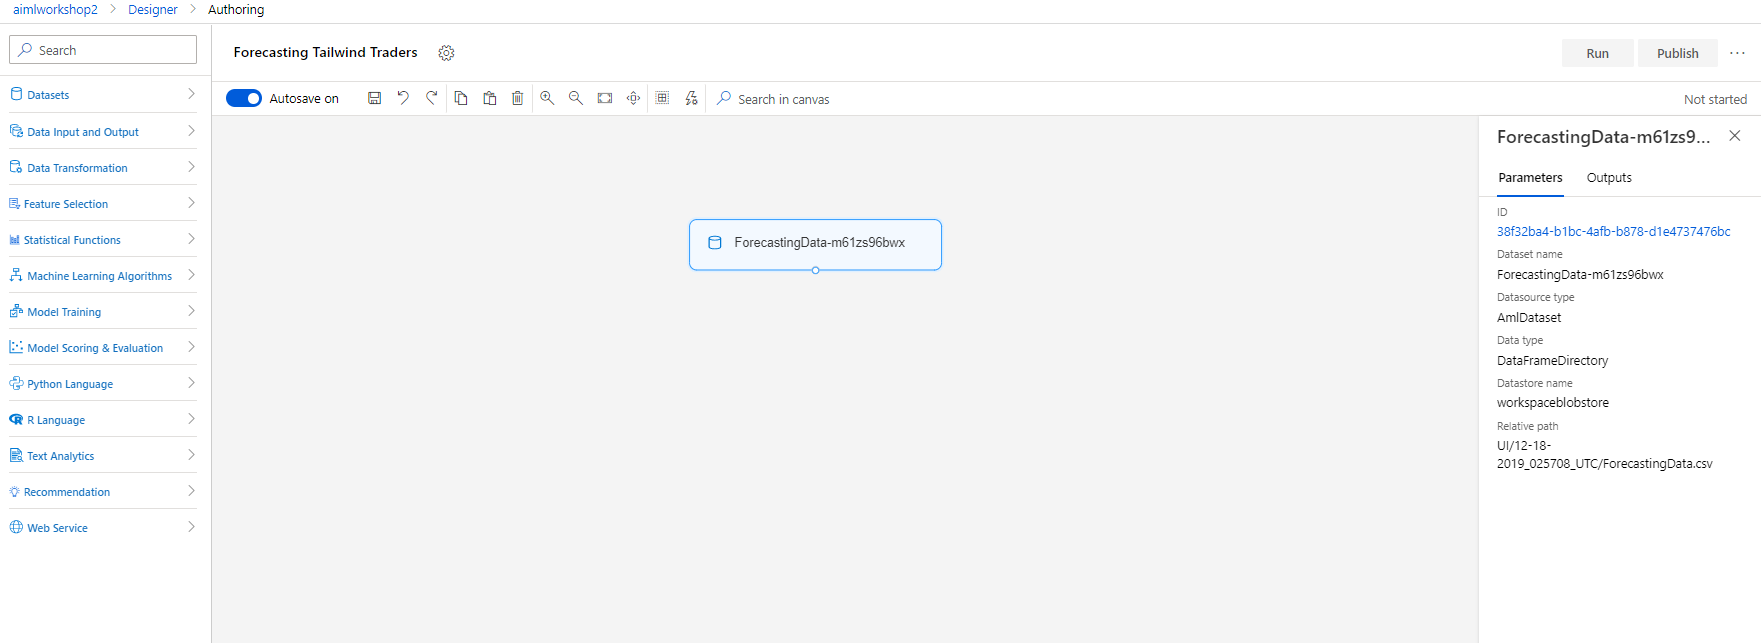 aimlworkshop2 > Designer > Authoring
Search
Datasets
Data Input and Output
Data Transformation
Feature Selection
Statistical Functions
Machine Learning Algorithms
Model Training
Model Scoring & Evaluation
Python Language
R Language
Text Analytics
Recommendation
Web Service
Forecasting Tailwind Traders
Run
Publish
...
Autosave on
Search in canvas
Not started
ForecastingData-m61zs96bwx
ForecastingData-m61zs9...
Parameters
Outputs
ID
38f32ba4-b1bc-4afb-b878-d1e4737476bc
Dataset name
ForecastingData-m61zs96bwx
Datasource type
AmlDataset
Data type
DataFrameDirectory
Datastore name
workspaceblobstore
Relative path
UI/12-18-
2019_025708_UTC/ForecastingData.csv